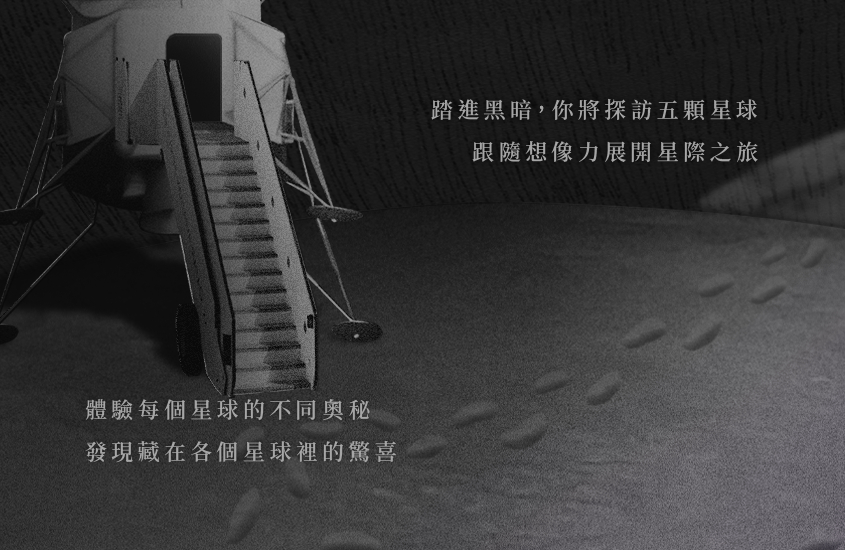 踏進黑暗，你將探訪五顆星球
跟隨想像力展開星際之旅
體驗每個星球的不同奧秘
發現藏在各個星球裡的驚喜